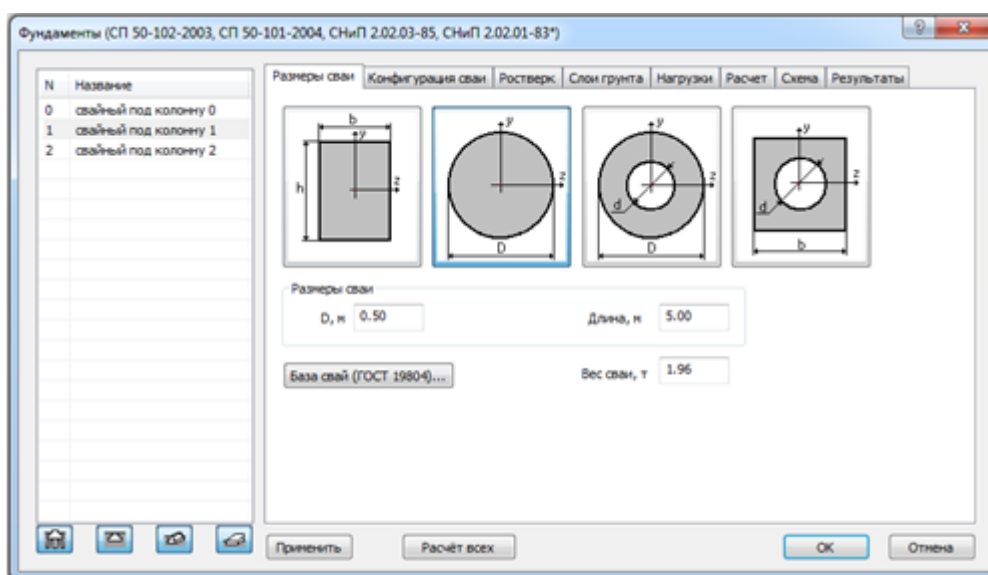 Фундаменты (СП 50-102-2003, СП 50-101-2004, СНиП 2.02.03-85, СНиП 2.02.01-83*)
N Название
0 свайный под колонну 0
1 свайный под колонну 1
2 свайный под колонну 2
Размеры сваи Конфигурация сваи Ростверк Слои грунта Нагрузки Расчет Схема Результаты
b y z h
y z D
y z d D
y z d b
Размеры сваи
D, м 0.50 Длина, м 5.00
База свай (ГОСТ 19804)... Вес сваи, т 1.96
Применить Расчёт всех OK Отмена